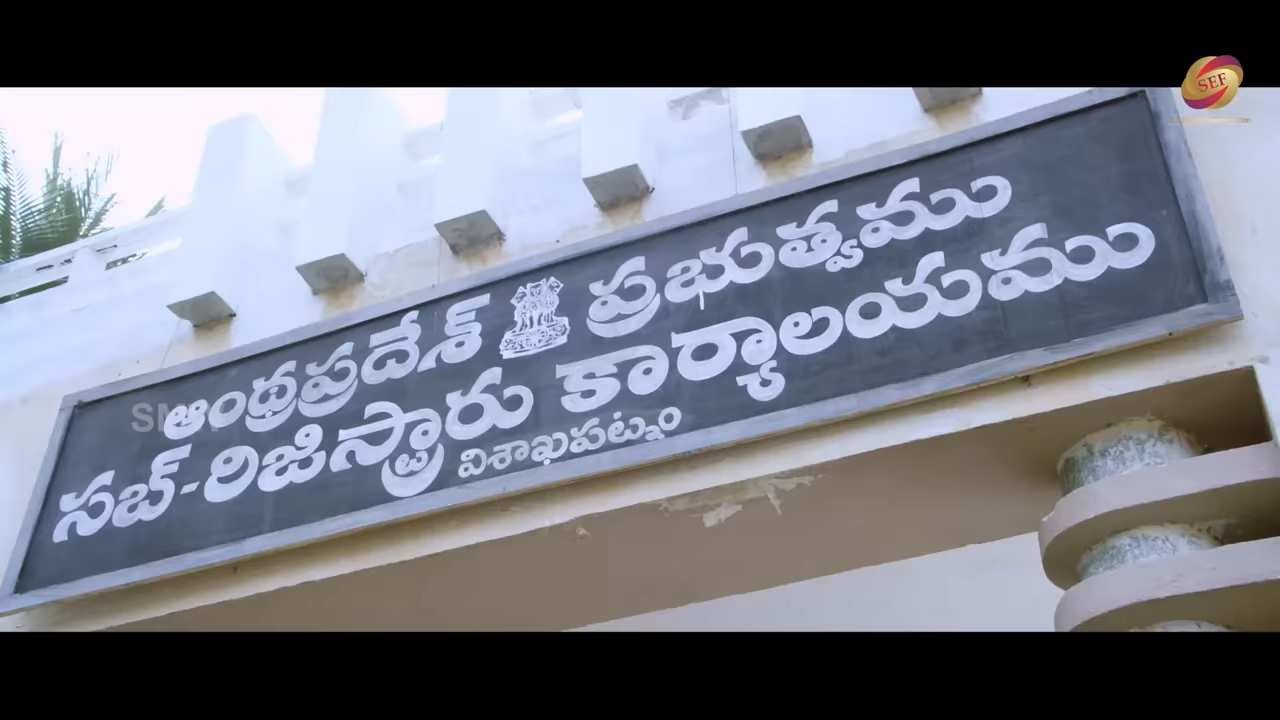 SEF
ఆంధ్రప్రదేశ్ ప్రభుత్వము
సబ్-రిజిస్ట్రారు కార్యాలయము
విశాఖపట్నం